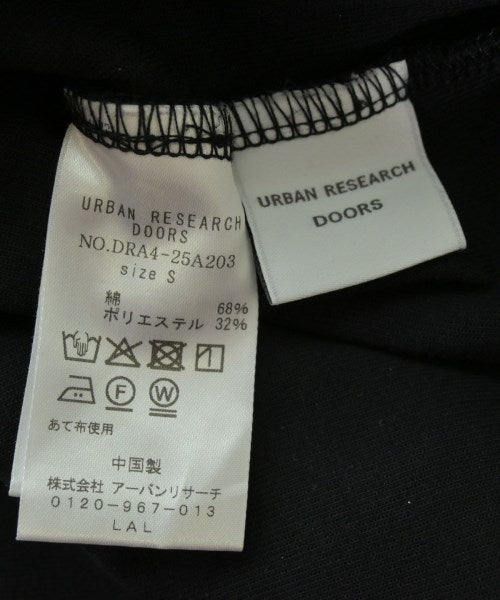 URBAN RESEARCH
DOORS
NO.DRA4-25A203
size S
綿 68%
ポリエステル 32%
F W
あて布使用
中国製
株式会社 アーバンリサーチ
0120-967-013
LAL
URBAN RESEARCH
DOORS